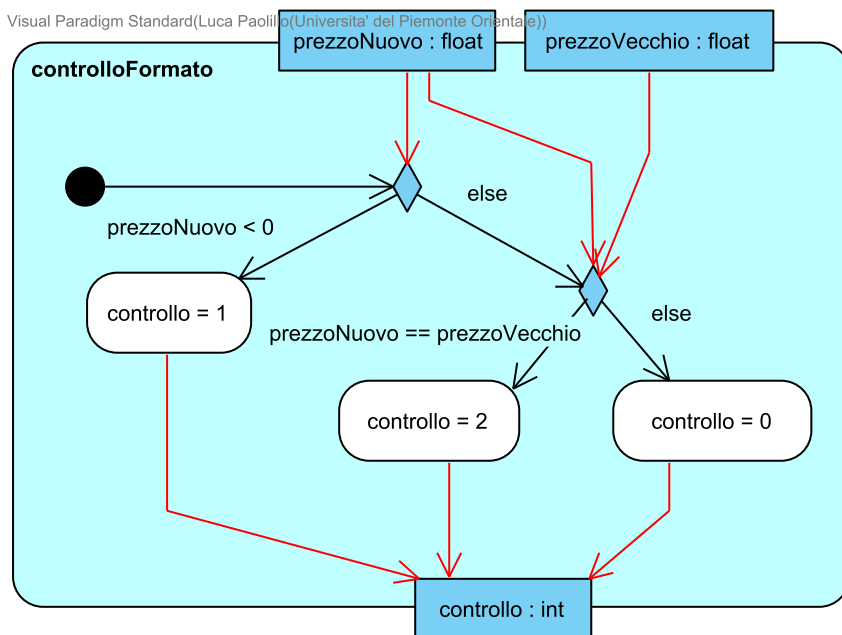 Visual Paradigm Standard(Luca Paolillo(Universita' del Piemonte Orientale))
prezzoNuovo : float
prezzoVecchio : float
controlloFormato
else
prezzoNuovo < 0
controllo = 1
else
prezzoNuovo == prezzoVecchio
controllo = 2
controllo = 0
controllo : int